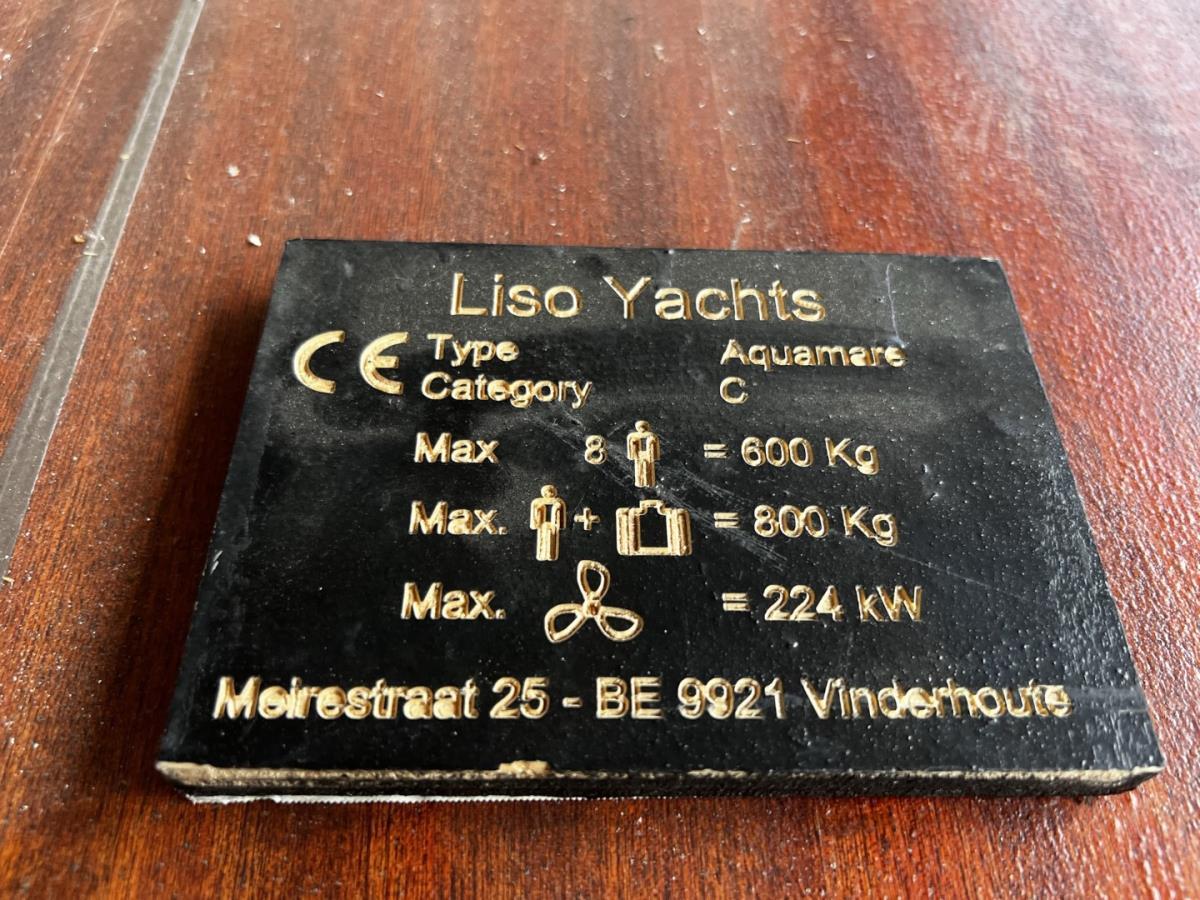 Liso Yachts
CE Type Aquamare
Category C
Max 8 = 600 Kg
Max. + = 800 Kg
Max. = 224 kW
Meirestraat 25 - BE 9921 Vinderhoute